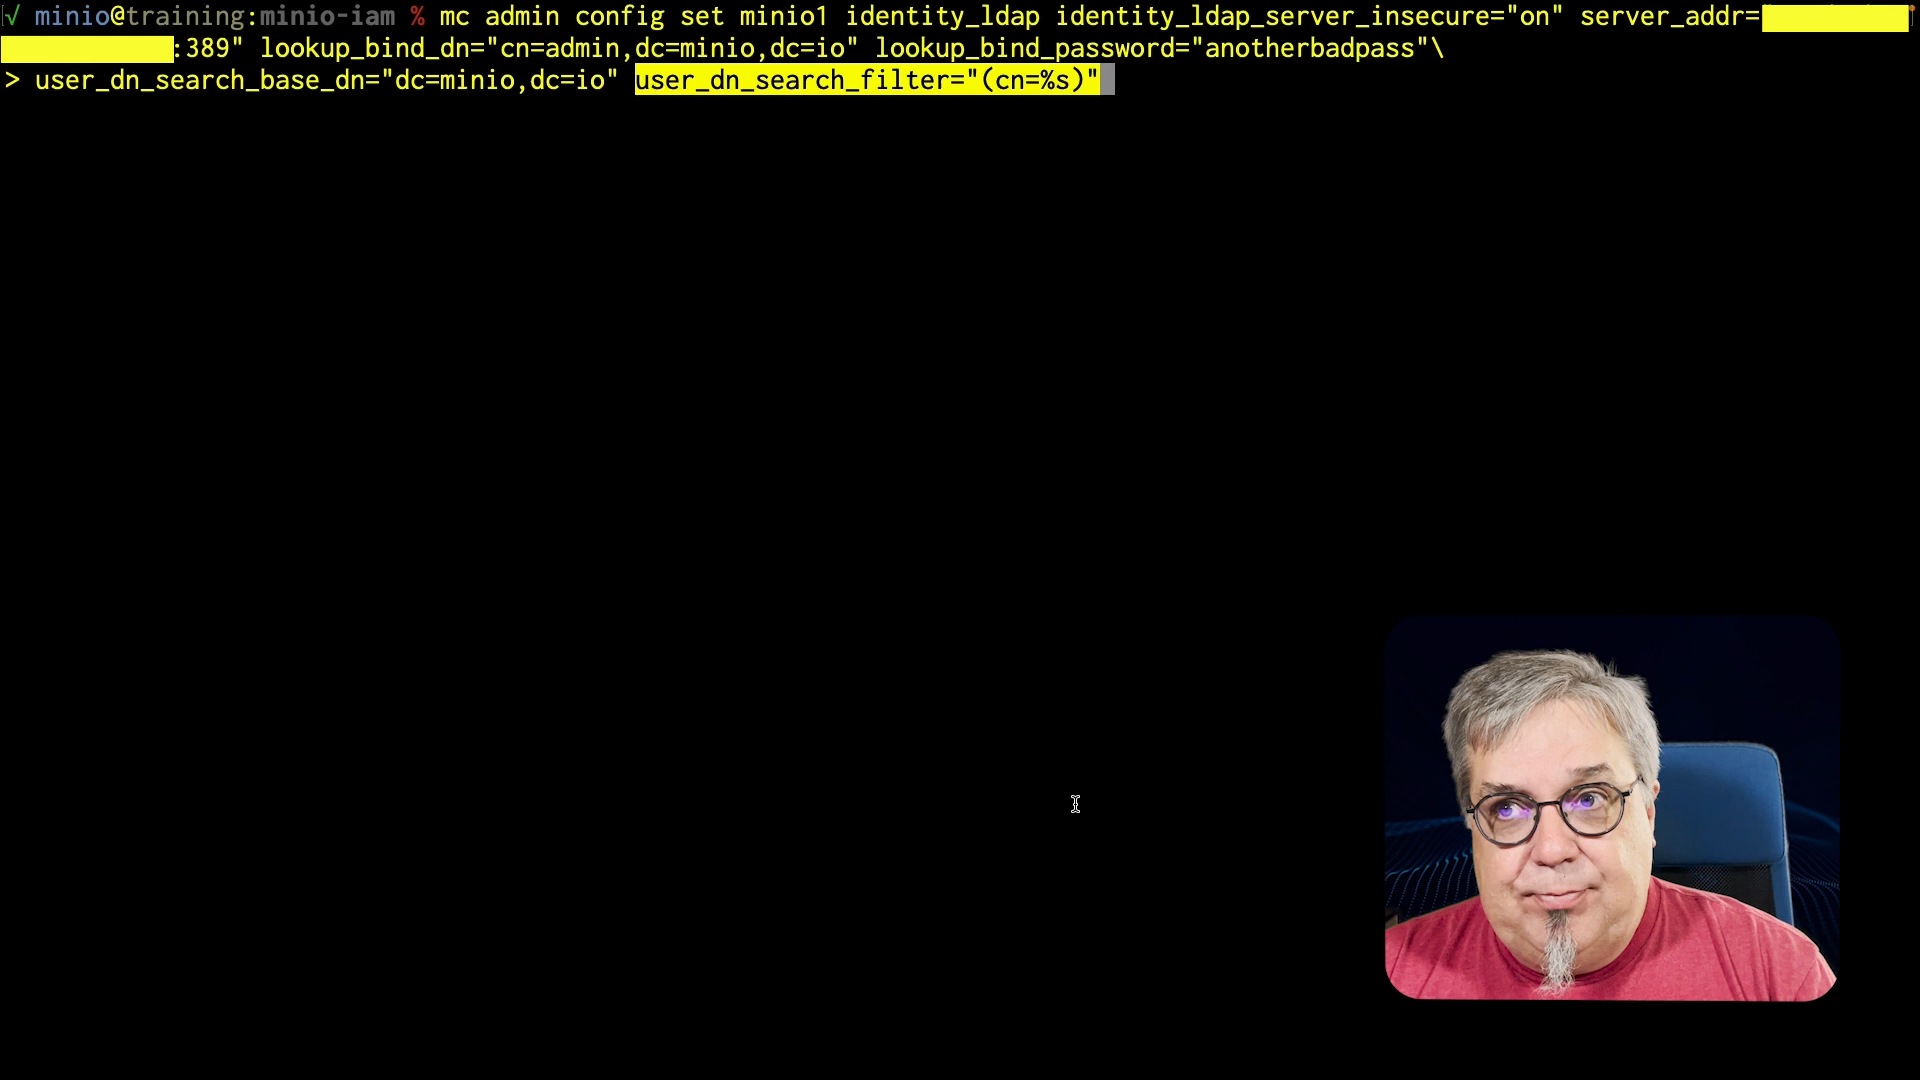 √ minio@training:minio-iam % mc admin config set minio1 identity_ldap identity_ldap_server_insecure="on" server_addr=
:389" lookup_bind_dn="cn=admin,dc=minio,dc=io" lookup_bind_password="anotherbadpass"\
> user_dn_search_base_dn="dc=minio,dc=io" user_dn_search_filter="(cn=%s)"